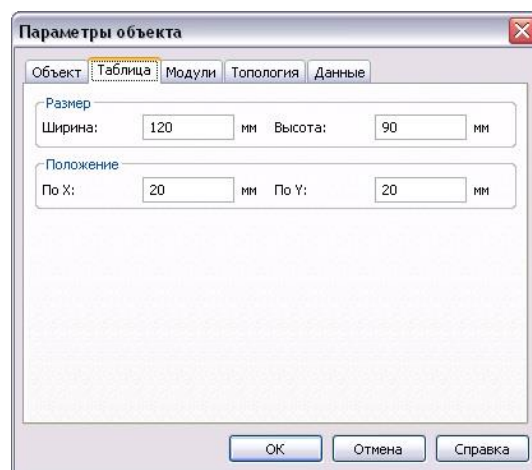 Параметры объекта
Объект Таблица Модули Топология Данные
Размер
Ширина: 120 мм Высота: 90 мм
Положение
По X: 20 мм По Y: 20 мм
ОК Отмена Справка